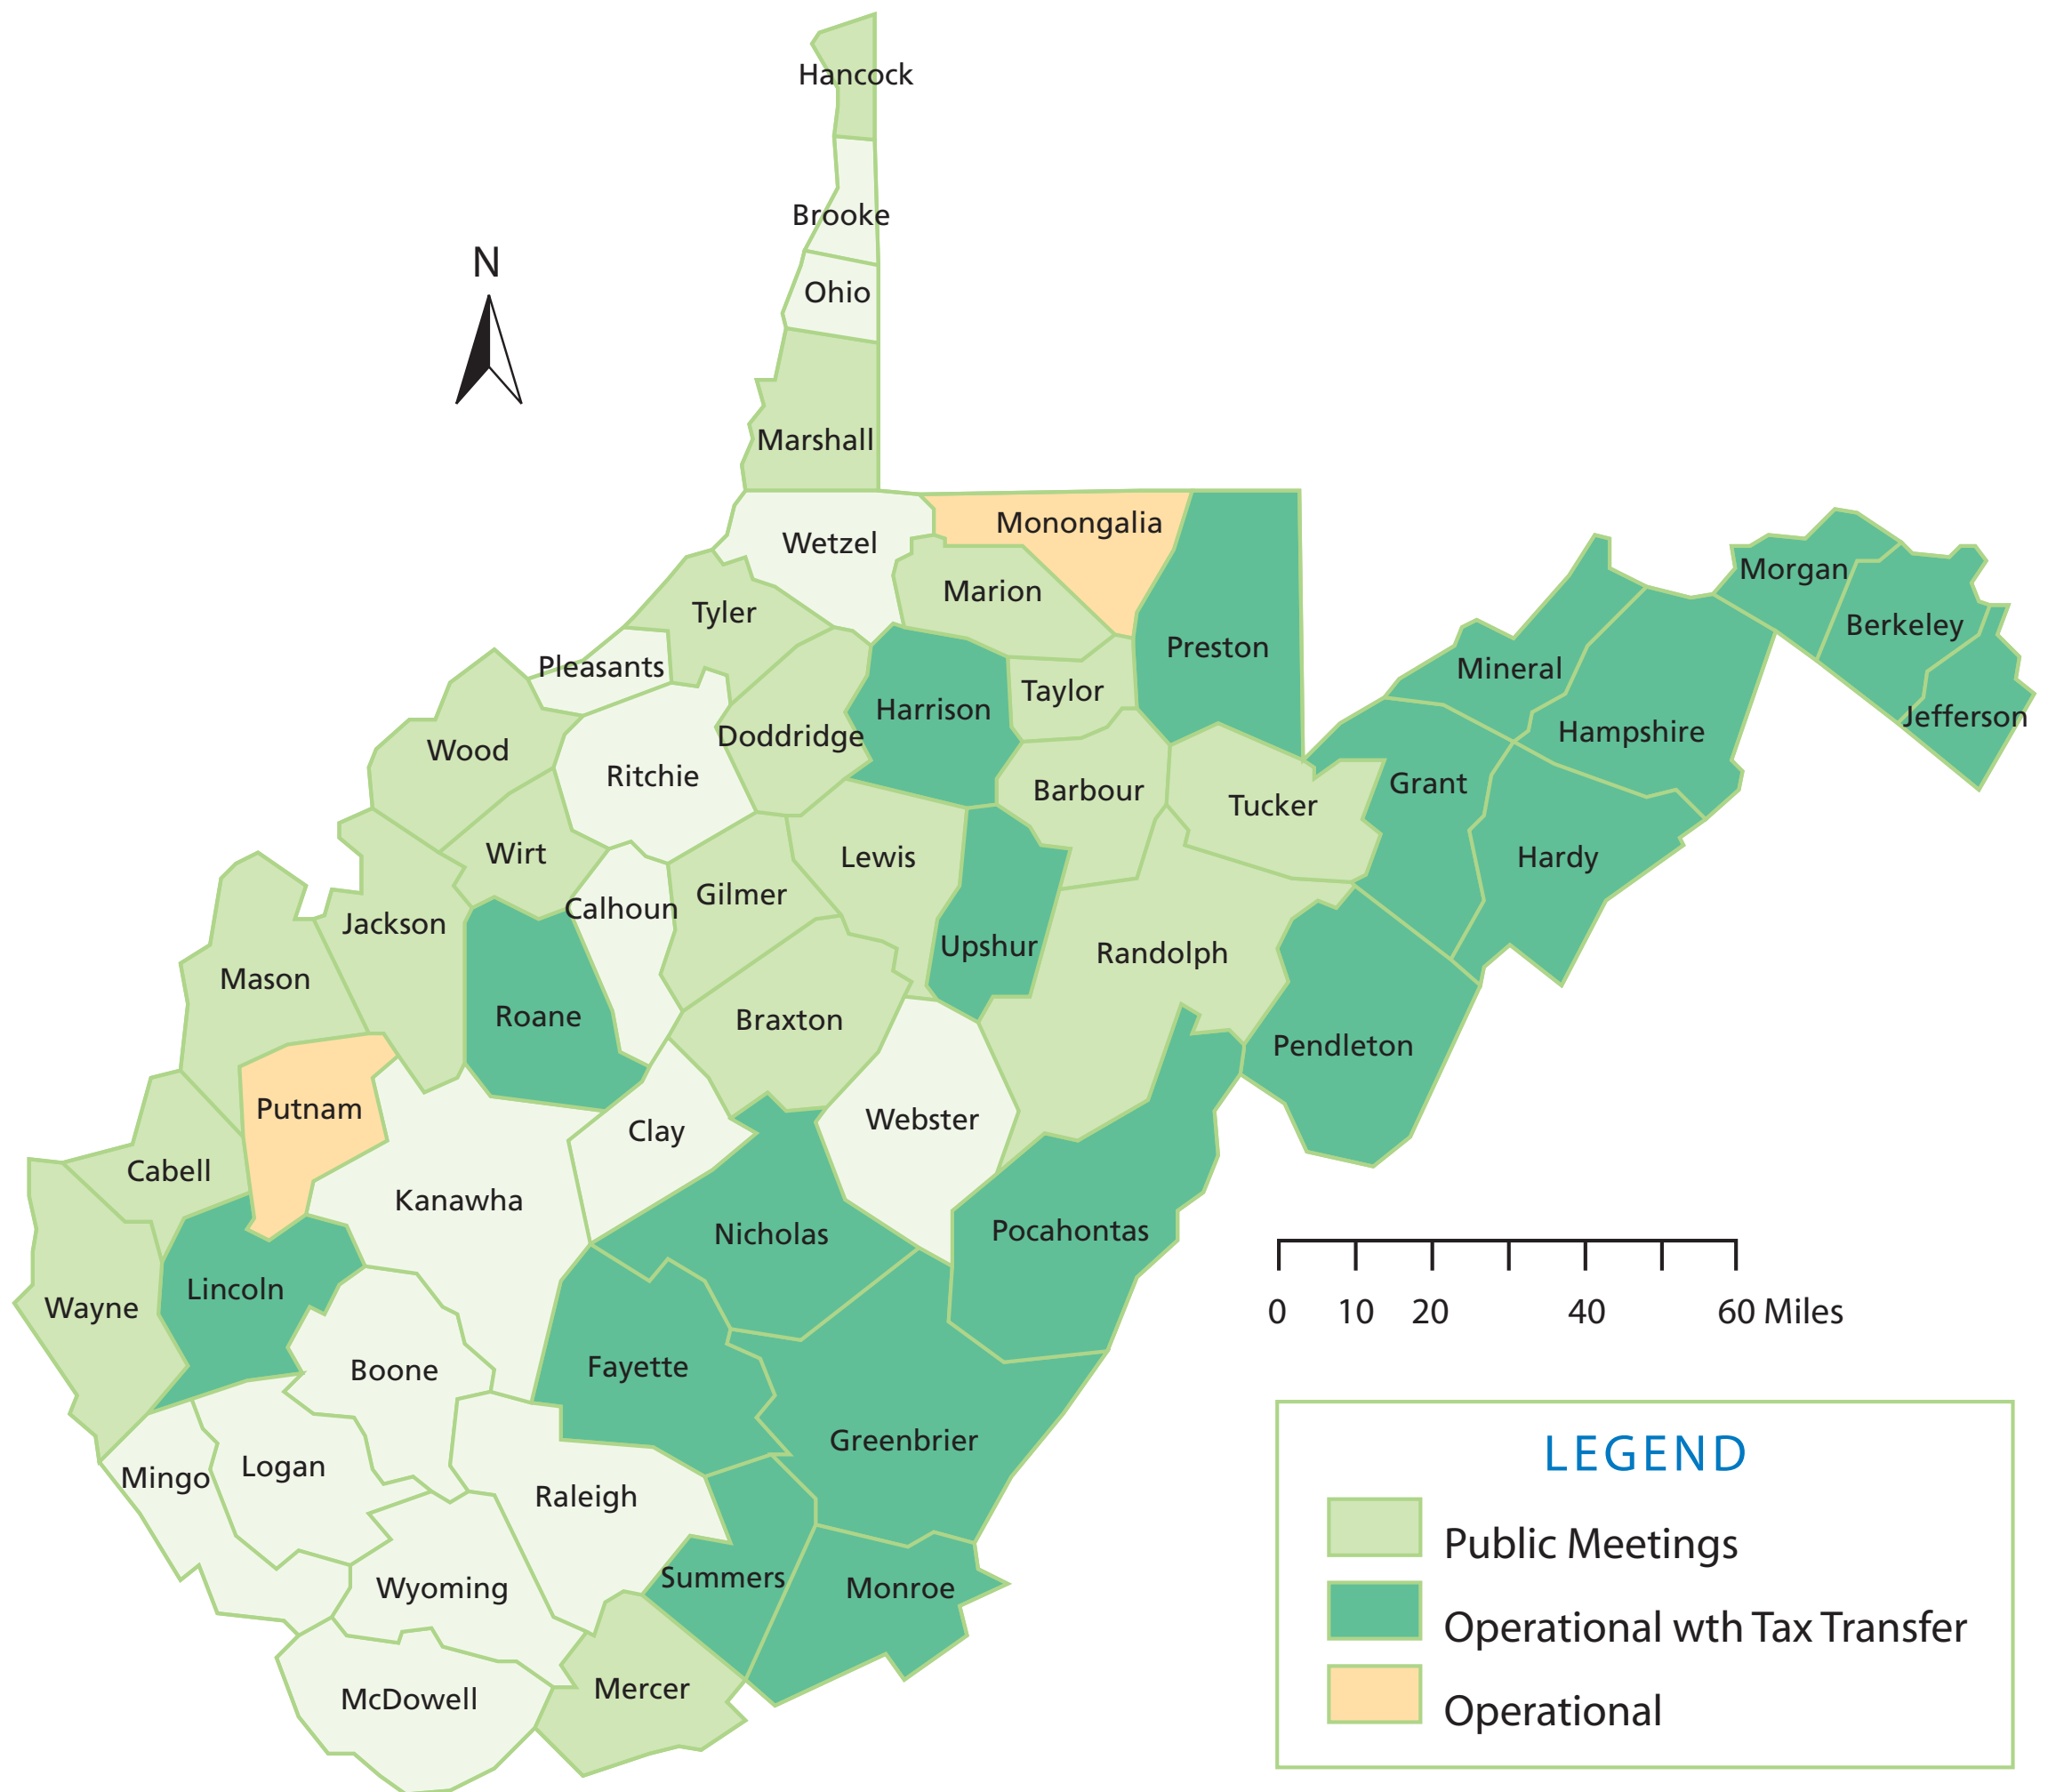 Hancock
Brooke
N
Ohio
Marshall
Monongalia
Wetzel
Morgan
Marion
Tyler
Berkeley
Preston
Pleasants
Mineral
Taylor
Harrison
Jefferson
Hampshire
Doddridge
Wood
Ritchie
Grant
Barbour
Tucker
Wirt
Lewis
Hardy
Gilmer
Calhoun
Jackson
Upshur
Randolph
Mason
Roane
Braxton
Pendleton
Putnam
Webster
Clay
Cabell
Kanawha
Nicholas
Pocahontas
Lincoln
Wayne
0 10 20 40 60 Miles
Boone
Fayette
Greenbrier
LEGEND
Logan
Mingo
Raleigh
Public Meetings
Summers
Wyoming
Monroe
Operational wth Tax Transfer
Mercer
McDowell
Operational